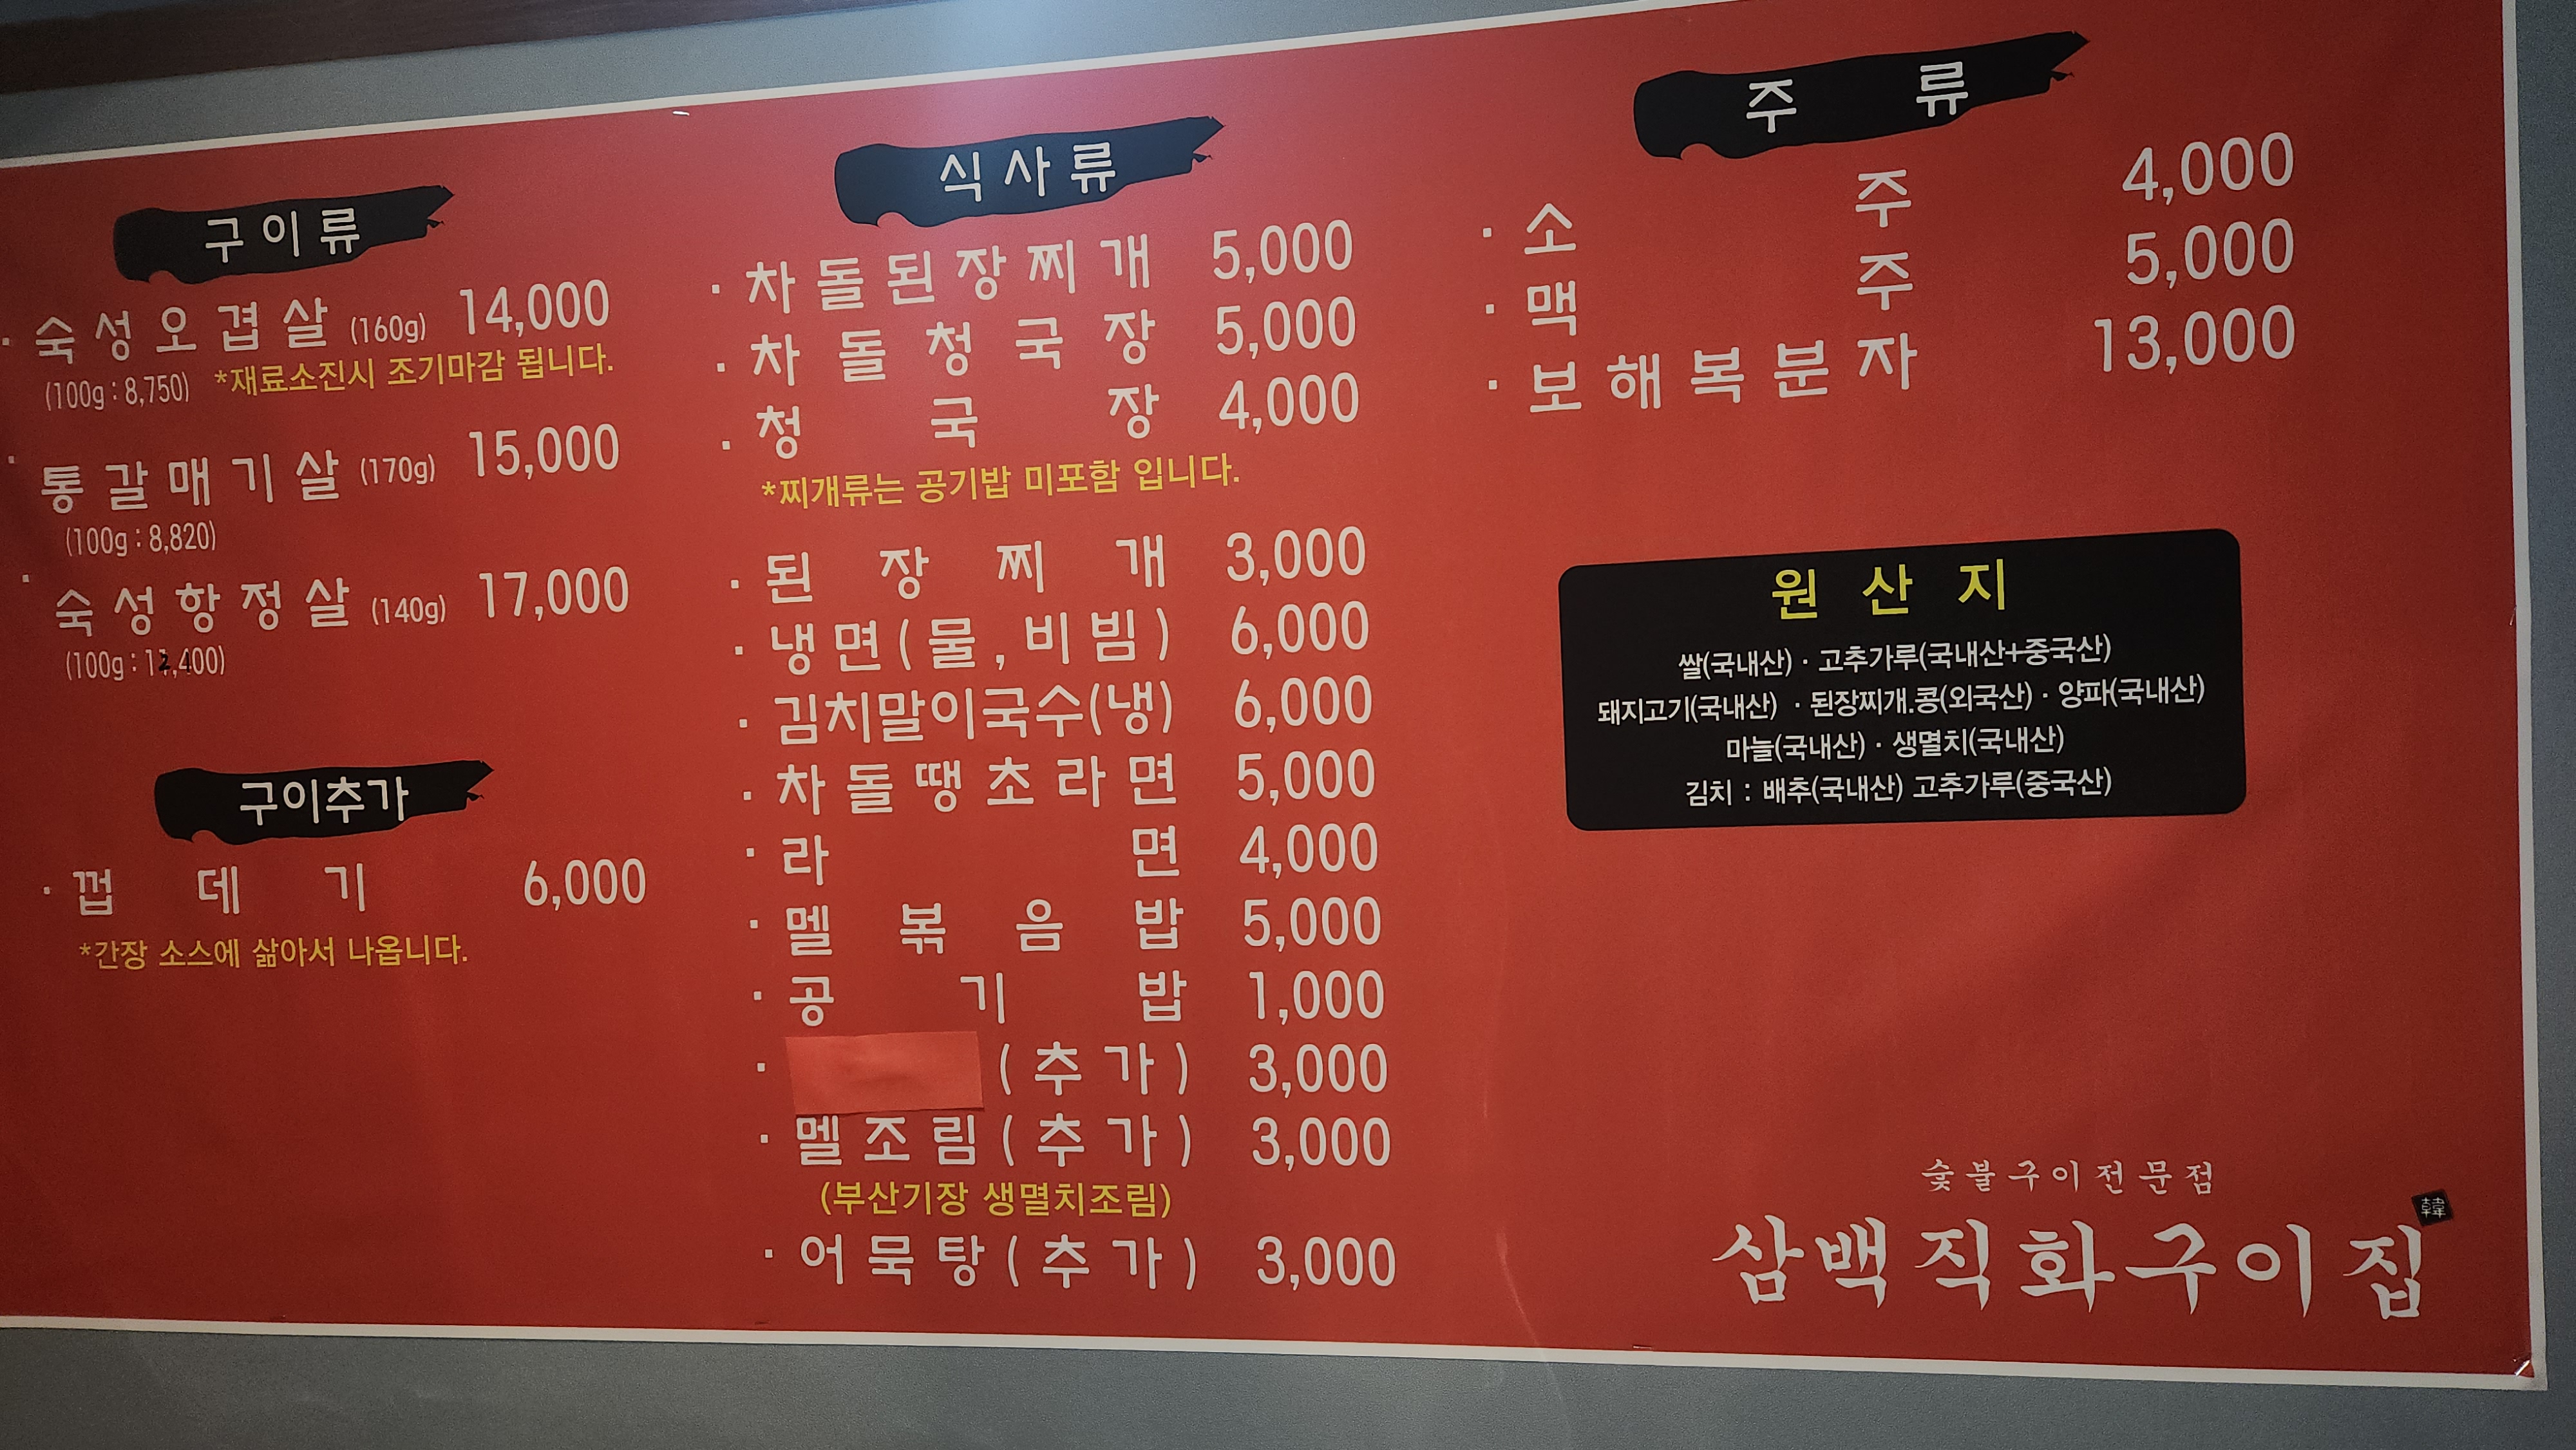 구이류
· 숙성오겹살 (160g) 14,000
(100g : 8,750) *재료소진시 조기마감 됩니다.
· 통갈매기살 (170g) 15,000
(100g : 8,820)
· 숙성항정살 (140g) 17,000
(100g : 12,400)
구이추가
· 껍데기 6,000
*간장 소스에 삶아서 나옵니다.
식사류
· 차돌된장찌개 5,000
· 차돌청국장 5,000
· 청국장 4,000
*찌개류는 공기밥 미포함 입니다.
· 된장찌개 3,000
· 냉면(물,비빔) 6,000
· 김치말이국수(냉) 6,000
· 차돌땡초라면 5,000
· 라면 4,000
· 멜볶음밥 5,000
· 공기밥 1,000
· (추가) 3,000
· 멜조림(추가) 3,000
(부산기장 생멸치조림)
· 어묵탕(추가) 3,000
주류
· 소주 4,000
· 맥주 5,000
· 보해복분자 13,000
원산지
쌀(국내산) · 고추가루(국내산+중국산)
돼지고기(국내산) · 된장찌개.콩(외국산) · 양파(국내산)
마늘(국내산) · 생멸치(국내산)
김치 : 배추(국내산) 고추가루(중국산)
숯불구이전문점
삼백직화구이집
韓